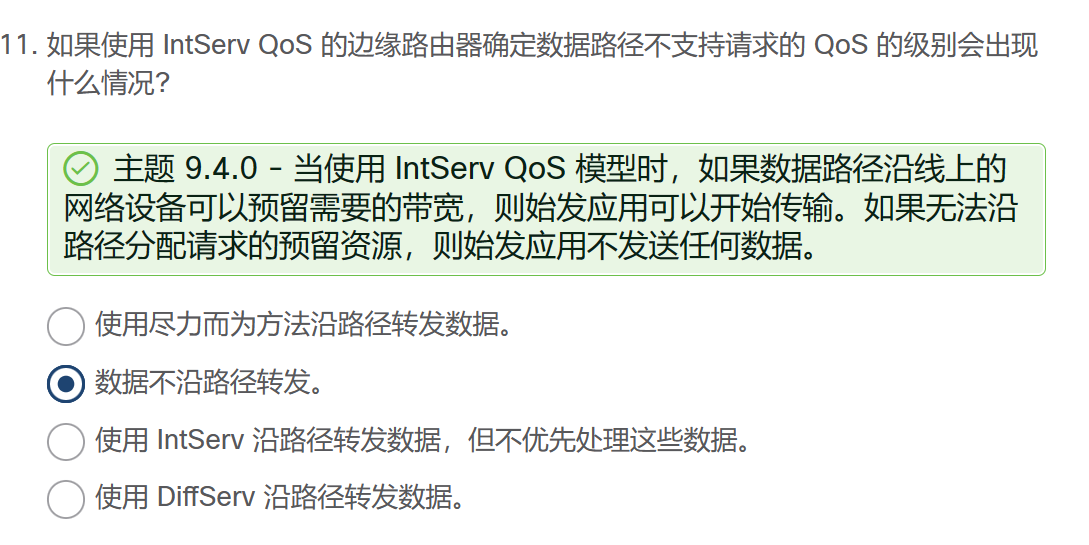 11. 如果使用 IntServ QoS 的边缘路由器确定数据路径不支持请求的 QoS 的级别会出现
什么情况?
主题 9.4.0 - 当使用 IntServ QoS 模型时，如果数据路径沿线上的
网络设备可以预留需要的带宽，则始发应用可以开始传输。如果无法沿
路径分配请求的预留资源，则始发应用不发送任何数据。
使用尽力而为方法沿路径转发数据。
数据不沿路径转发。
使用 IntServ 沿路径转发数据，但不优先处理这些数据。
使用 DiffServ 沿路径转发数据。